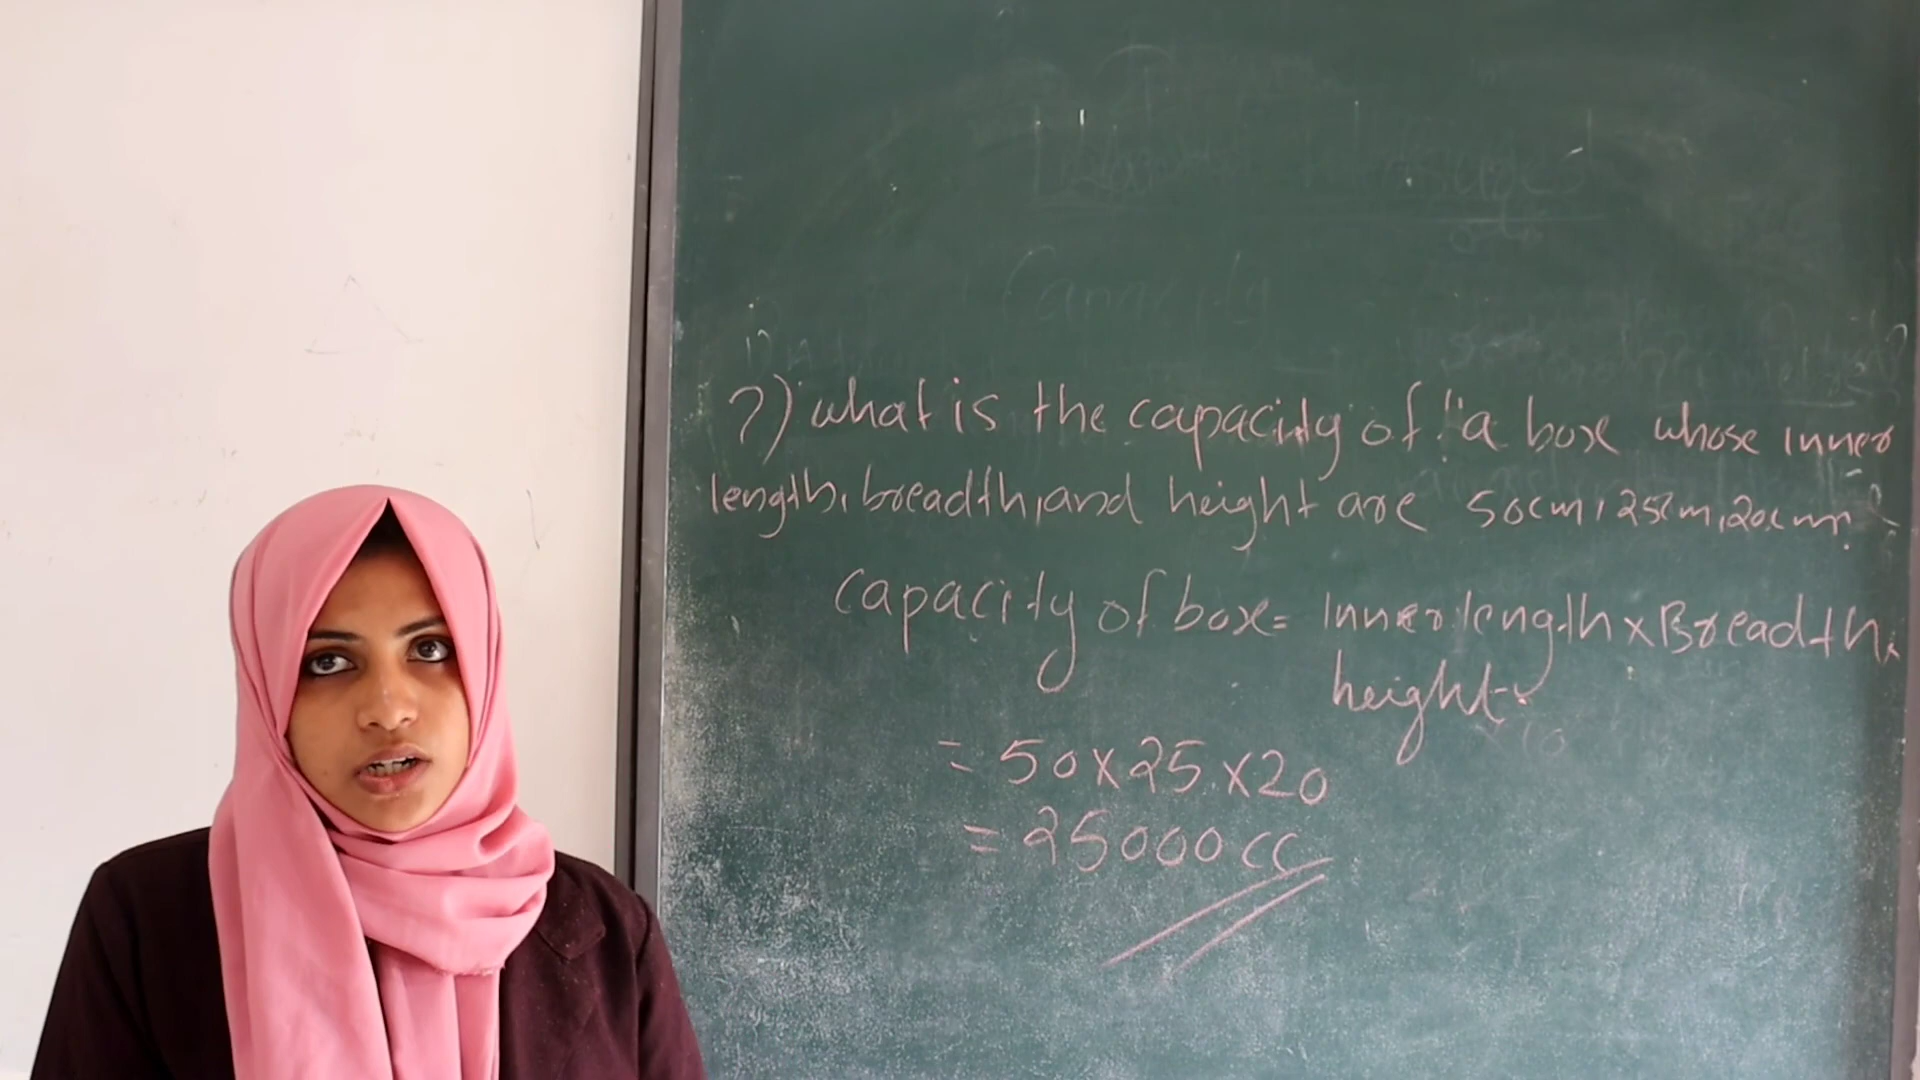 ?) what is the capacity of a box whose inner
length, breadth, and height are 50cm, 25cm, 20cm?
capacity of box = Inner length x Breadth x
height
= 50 x 25 x 20
= 25000 cc